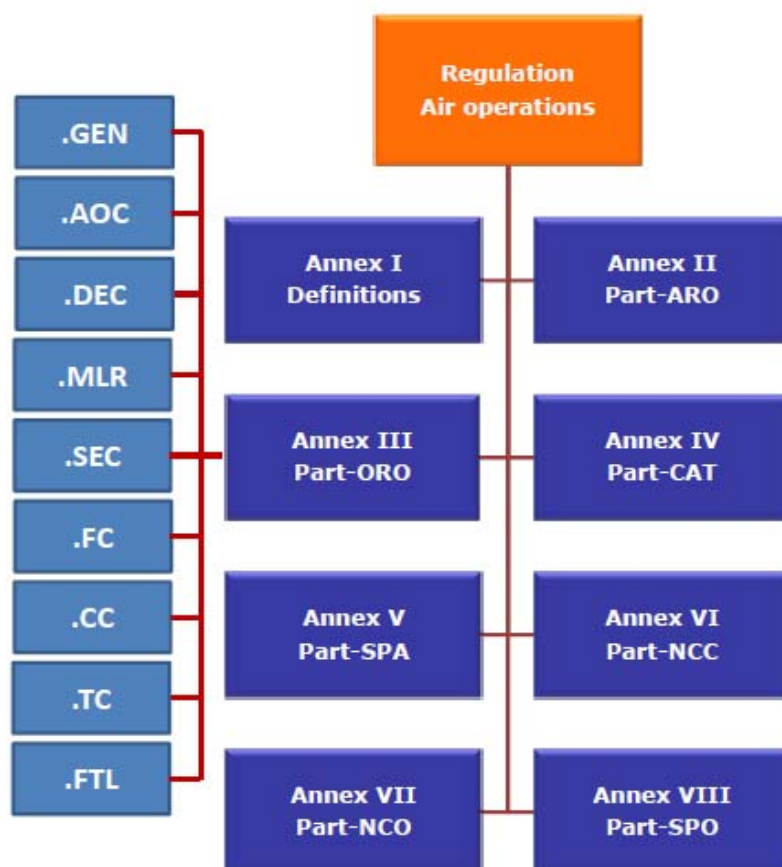 Regulation
Air operations
.GEN
.AOC
.DEC
.MLR
.SEC
.FC
.CC
.TC
.FTL
Annex I
Definitions
Annex II
Part-ARO
Annex III
Part-ORO
Annex IV
Part-CAT
Annex V
Part-SPA
Annex VI
Part-NCC
Annex VII
Part-NCO
Annex VIII
Part-SPO